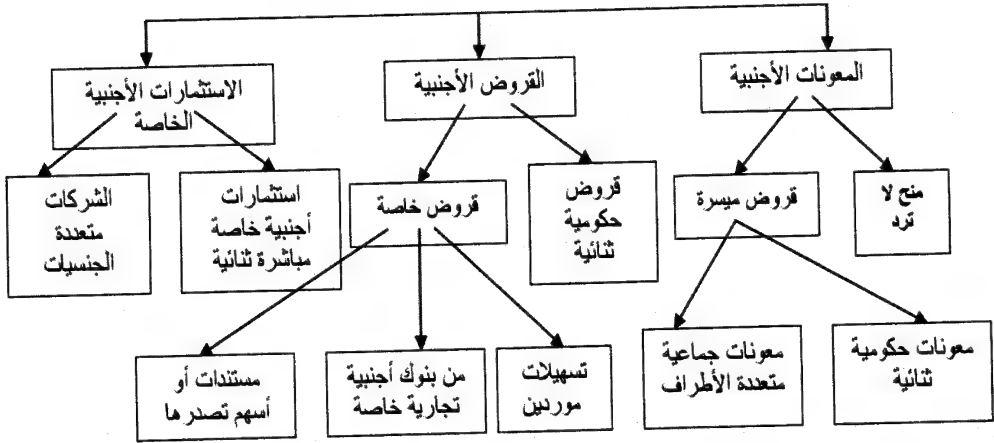 المعونات الأجنبية
القروض الأجنبية
الاستثمارات الأجنبية
الخاصة
منح لا
ترد
قروض ميسرة
قروض
حكومية
ثنائية
قروض خاصة
استثمارات
أجنبية خاصة
مباشرة ثنائية
الشركات
متعددة
الجنسيات
معونات حكومية
ثنائية
معونات جماعية
متعددة الأطراف
تسهيلات
موردين
من بنوك أجنبية
تجارية خاصة
مستندات أو
أسهم تصدرها